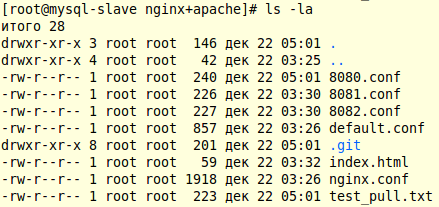 [root@mysql-slave nginx+apache]# ls -la
итого 28
drwxr-xr-x 3 root root  146 дек 22 05:01 .
drwxr-xr-x 4 root root   42 дек 22 03:25 ..
-rw-r--r-- 1 root root  240 дек 22 05:01 8080.conf
-rw-r--r-- 1 root root  226 дек 22 03:30 8081.conf
-rw-r--r-- 1 root root  227 дек 22 03:30 8082.conf
-rw-r--r-- 1 root root  857 дек 22 03:26 default.conf
drwxr-xr-x 8 root root  201 дек 22 05:01 .git
-rw-r--r-- 1 root root   59 дек 22 03:32 index.html
-rw-r--r-- 1 root root 1918 дек 22 03:26 nginx.conf
-rw-r--r-- 1 root root  223 дек 22 05:01 test_pull.txt